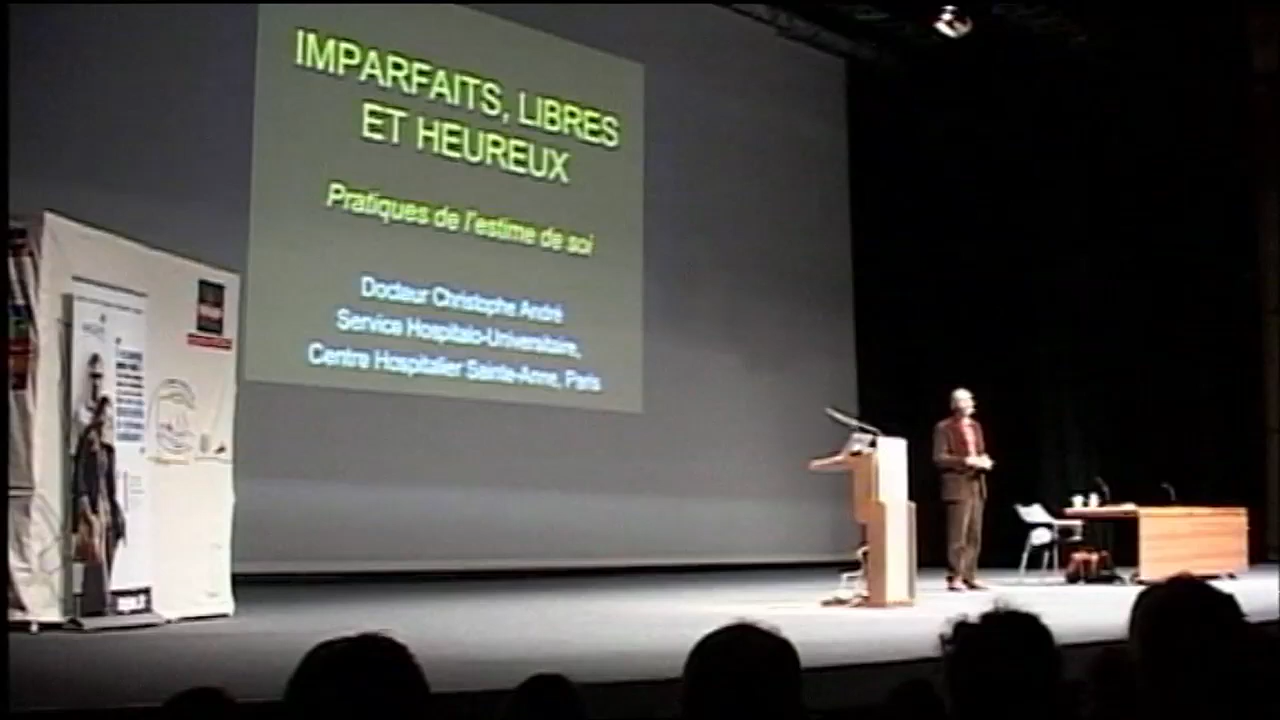 IMPARFAITS, LIBRES
ET HEUREUX
Pratiques de l'estime de soi
Docteur Christophe André
Service Hospitalo-Universitaire,
Centre Hospitalier Sainte-Anne, Paris